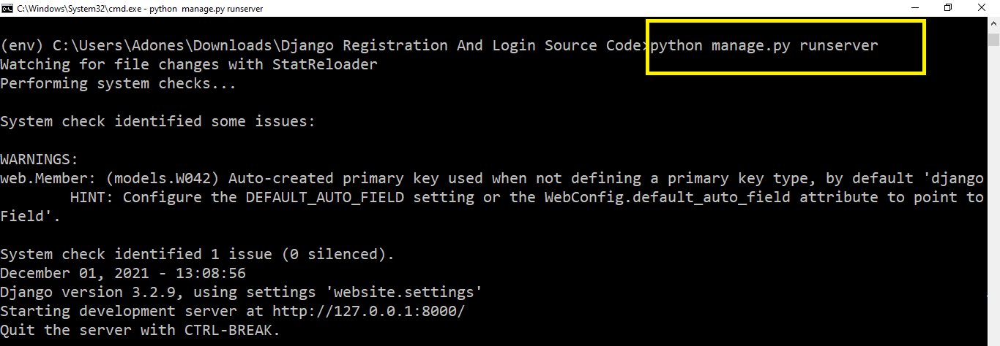 C:\Windows\System32\cmd.exe - python  manage.py runserver
(env) C:\Users\Adones\Downloads\Django Registration And Login Source Code>python manage.py runserver
Watching for file changes with StatReloader
Performing system checks...
System check identified some issues:
WARNINGS:
web.Member: (models.W042) Auto-created primary key used when not defining a primary key type, by default 'django
HINT: Configure the DEFAULT_AUTO_FIELD setting or the WebConfig.default_auto_field attribute to point to
Field'.
System check identified 1 issue (0 silenced).
December 01, 2021 - 13:08:56
Django version 3.2.9, using settings 'website.settings'
Starting development server at http://127.0.0.1:8000/
Quit the server with CTRL-BREAK.